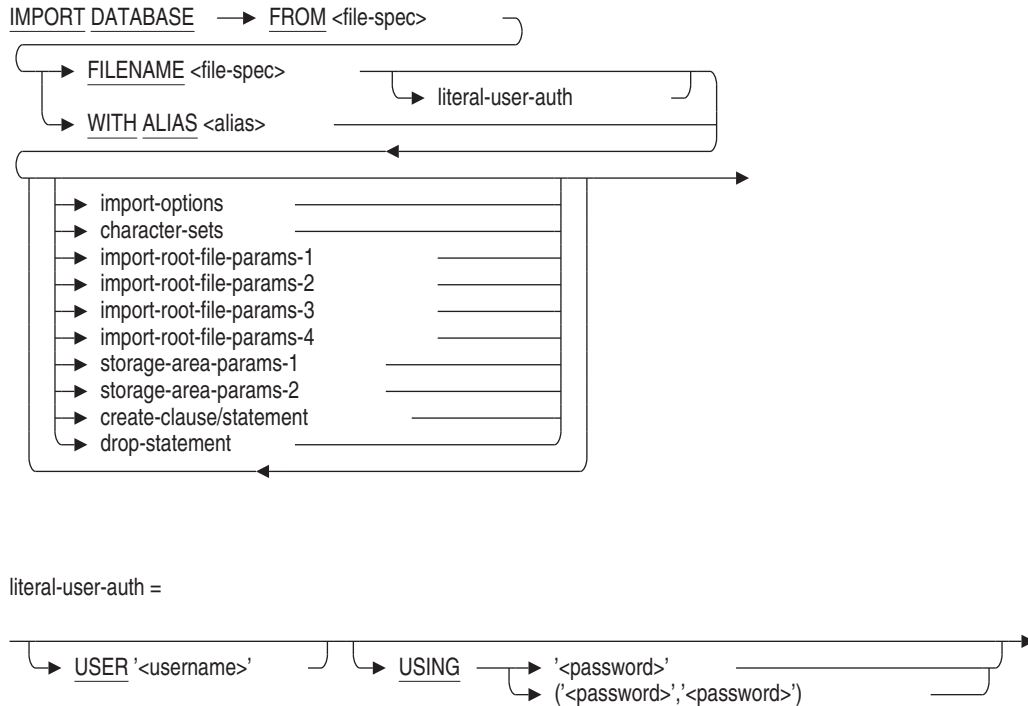 IMPORT DATABASE FROM <file-spec>
FILENAME <file-spec>
literal-user-auth
WITH ALIAS <alias>
import-options
character-sets
import-root-file-params-1
import-root-file-params-2
import-root-file-params-3
import-root-file-params-4
storage-area-params-1
storage-area-params-2
create-clause/statement
drop-statement
literal-user-auth =
USER '<username>' USING '<password>'
('<password>','<password>')